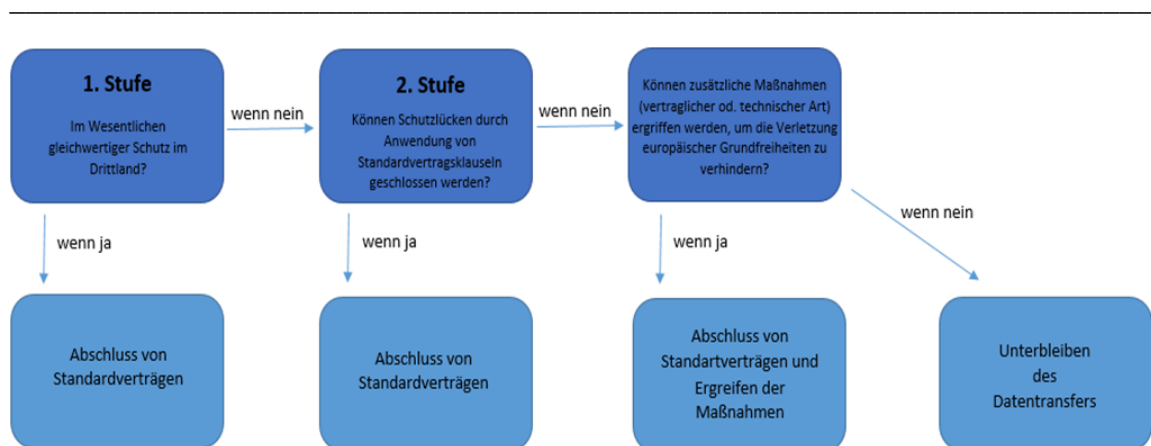 1. Stufe
Im Wesentlichen
gleichwertiger Schutz im
Drittland?
wenn nein
2. Stufe
Können Schutzlücken durch
Anwendung von
Standardvertragsklauseln
geschlossen werden?
wenn nein
Können zusätzliche Maßnahmen
(vertraglicher od. technischer Art)
ergriffen werden, um die Verletzung
europäischer Grundfreiheiten zu
verhindern?
wenn ja
wenn ja
wenn ja
wenn nein
Abschluss von
Standardverträgen
Abschluss von
Standardverträgen
Abschluss von
Standartverträgen und
Ergreifen der
Maßnahmen
Unterbleiben
des
Datentransfers